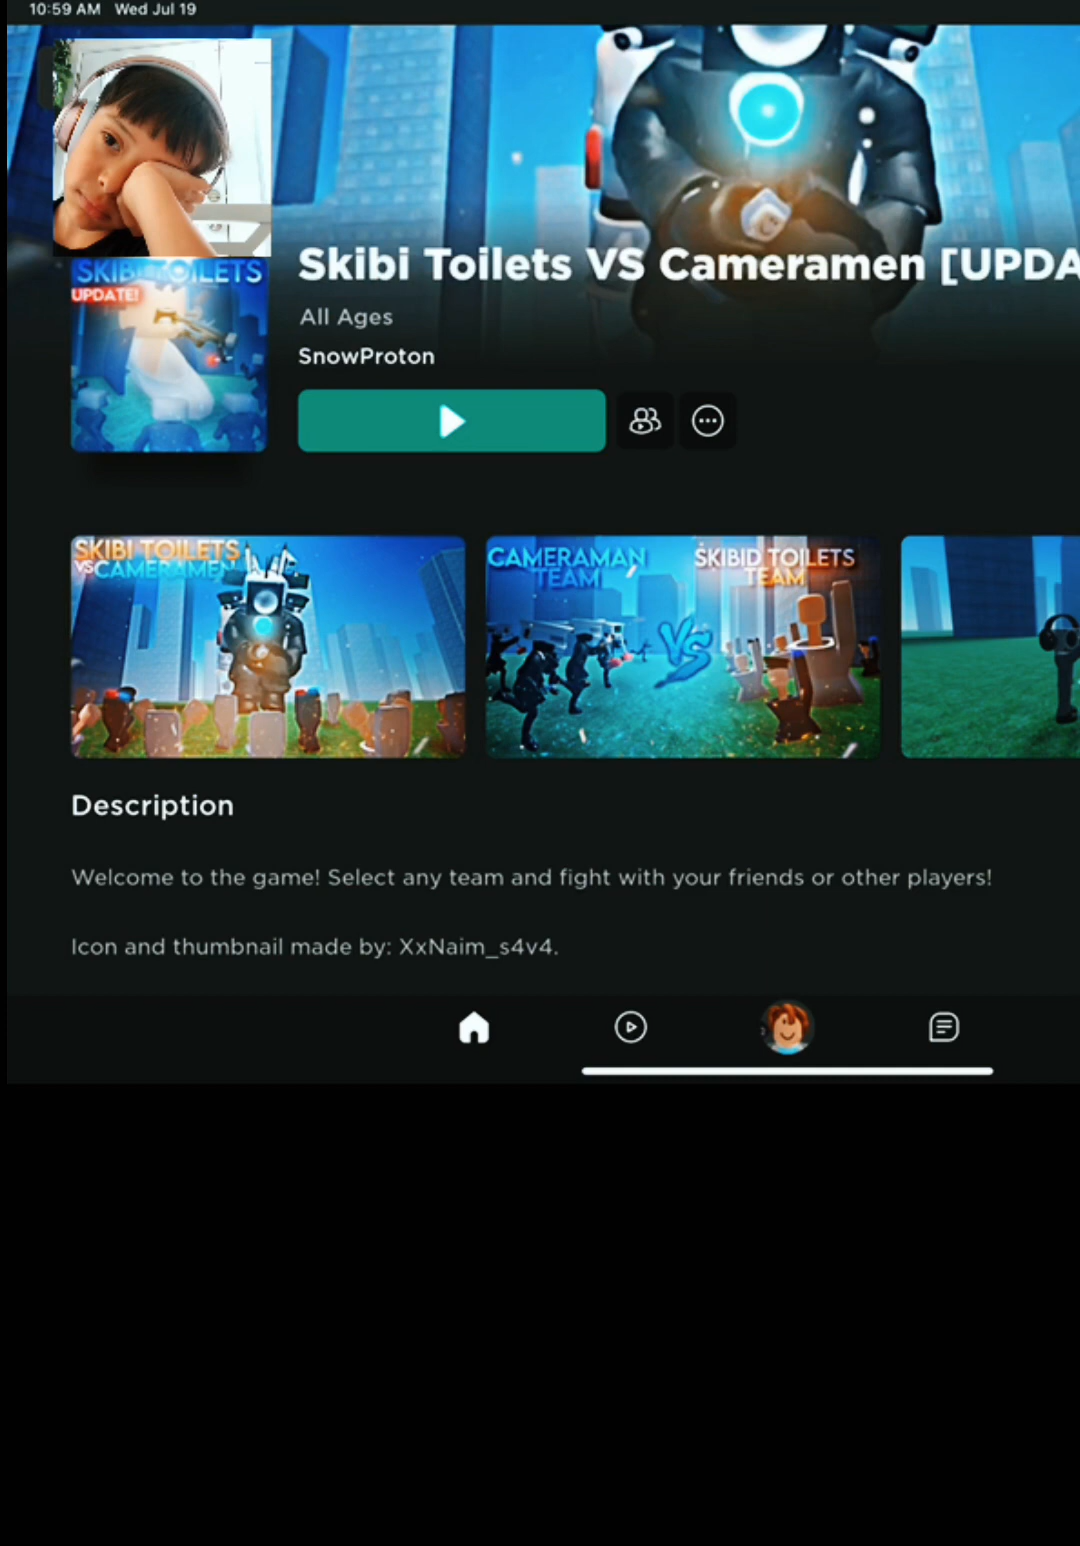 10:59 AM Wed Jul 19
SKIBI TOILETS
UPDATE!
Skibi Toilets VS Cameramen [UPDA
All Ages
SnowProton
SKIBI TOILETS
VS CAMERAMEN
CAMERAMAN
TEAM
VS
SKIBID TOILETS
TEAM
Description
Welcome to the game! Select any team and fight with your friends or other players!
Icon and thumbnail made by: XxNaim_s4v4.